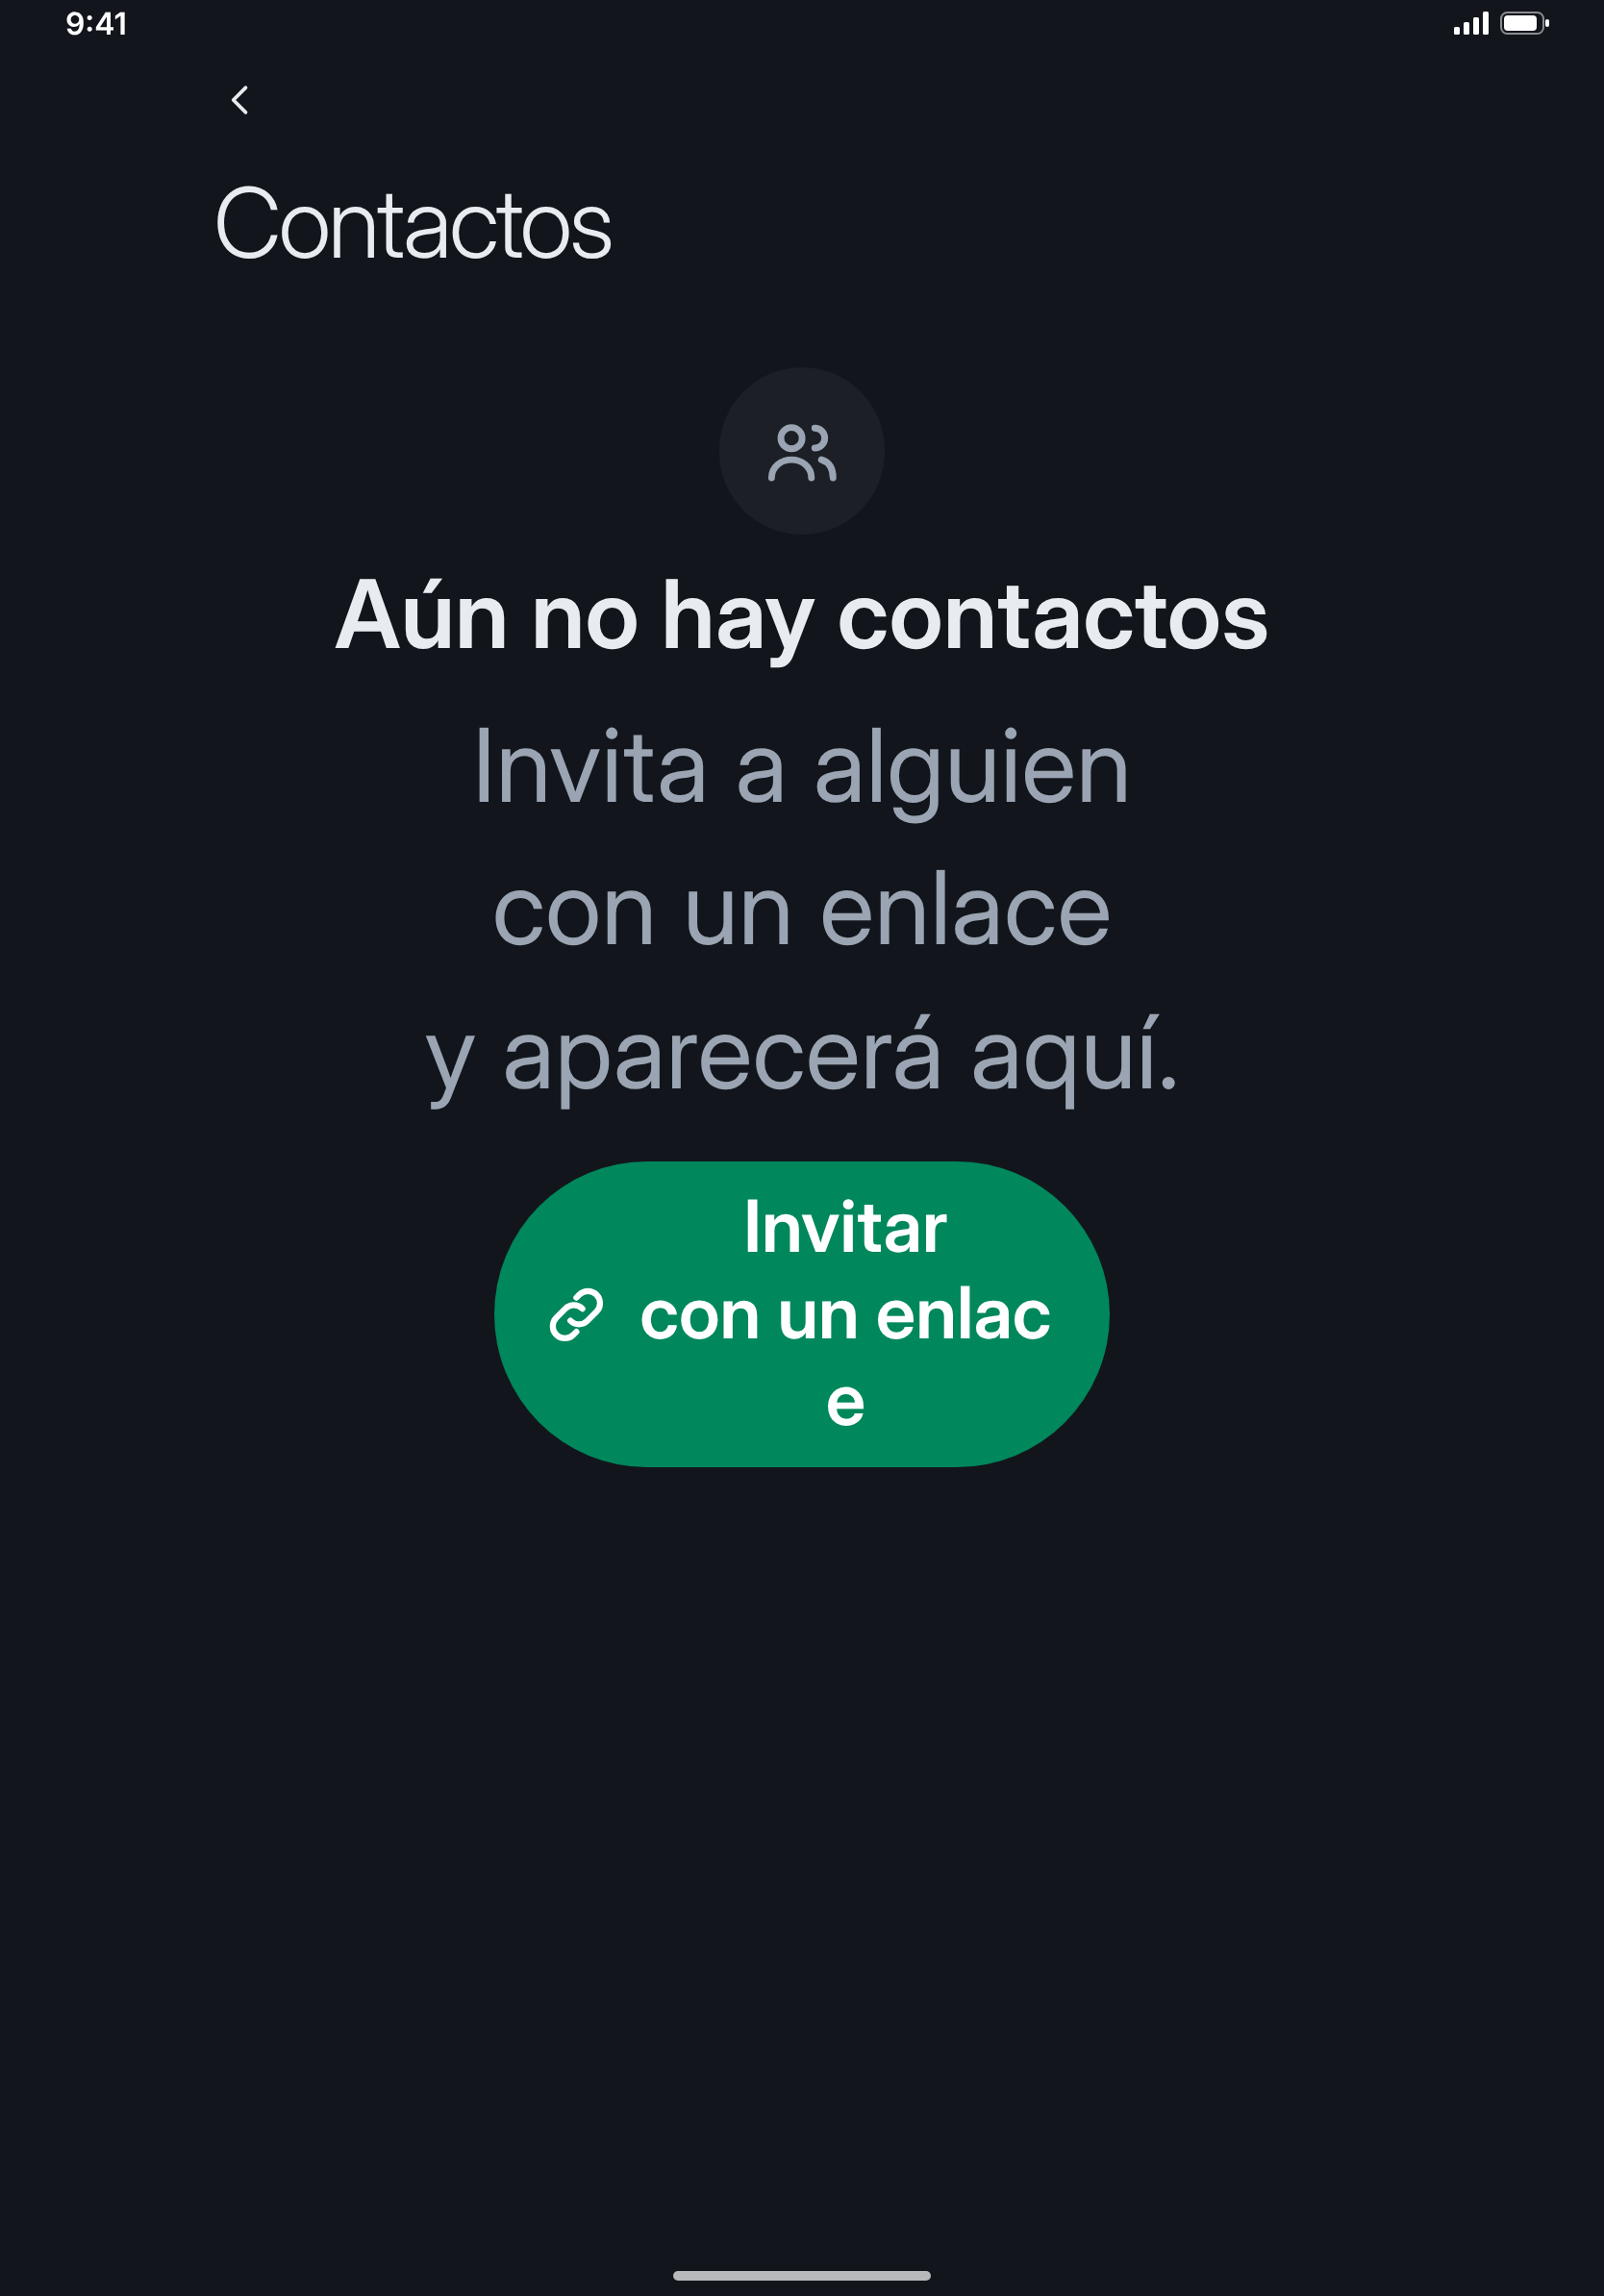 9:41
Contactos
Aún no hay contactos
Invita a alguien
con un enlace
y aparecerá aquí.
Invitar
con un enlac
e